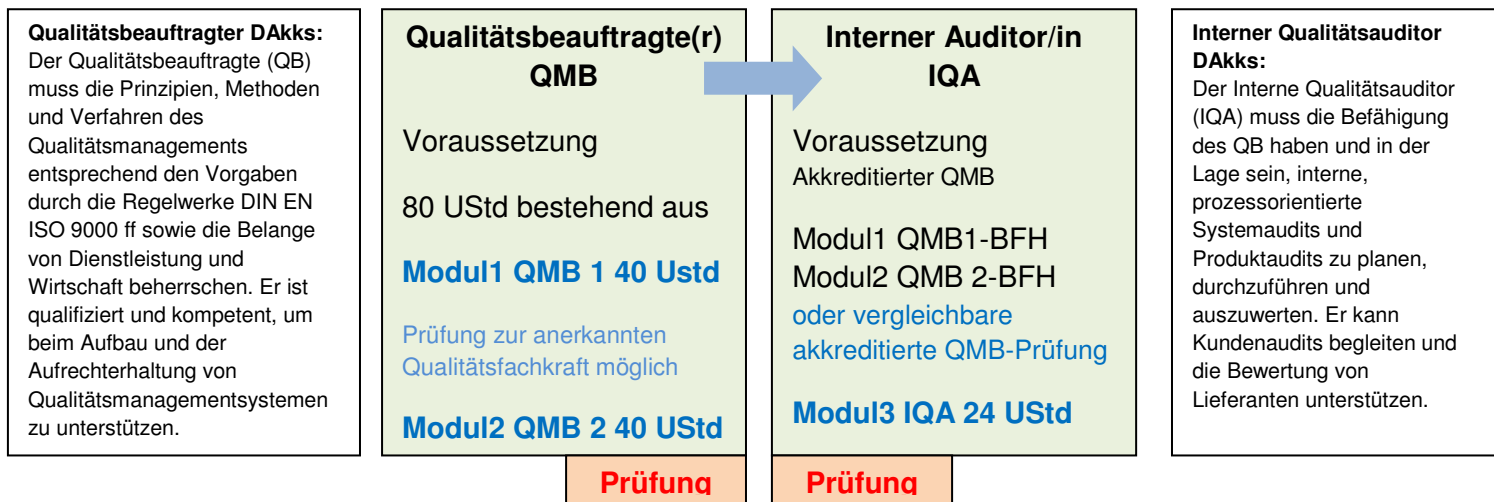 Qualitätsbeauftragter DAkks:
Der Qualitätsbeauftragte (QB)
muss die Prinzipien, Methoden
und Verfahren des
Qualitätsmanagements
entsprechend den Vorgaben
durch die Regelwerke DIN EN
ISO 9000 ff sowie die Belange
von Dienstleistung und
Wirtschaft beherrschen. Er ist
qualifiziert und kompetent, um
beim Aufbau und der
Aufrechterhaltung von
Qualitätsmanagementsystemen
zu unterstützen.
Qualitätsbeauftragte(r)
QMB
Voraussetzung
80 UStd bestehend aus
Modul1 QMB 1 40 Ustd
Prüfung zur anerkannten
Qualitätsfachkraft möglich
Modul2 QMB 2 40 UStd
Prüfung
Interner Auditor/in
IQA
Voraussetzung
Akkreditierter QMB
Modul1 QMB1-BFH
Modul2 QMB 2-BFH
oder vergleichbare
akkreditierte QMB-Prüfung
Modul3 IQA 24 UStd
Prüfung
Interner Qualitätsauditor
DAkks:
Der Interne Qualitätsauditor
(IQA) muss die Befähigung
des QB haben und in der
Lage sein, interne,
prozessorientierte
Systemaudits und
Produktaudits zu planen,
durchzuführen und
auszuwerten. Er kann
Kundenaudits begleiten und
die Bewertung von
Lieferanten unterstützen.